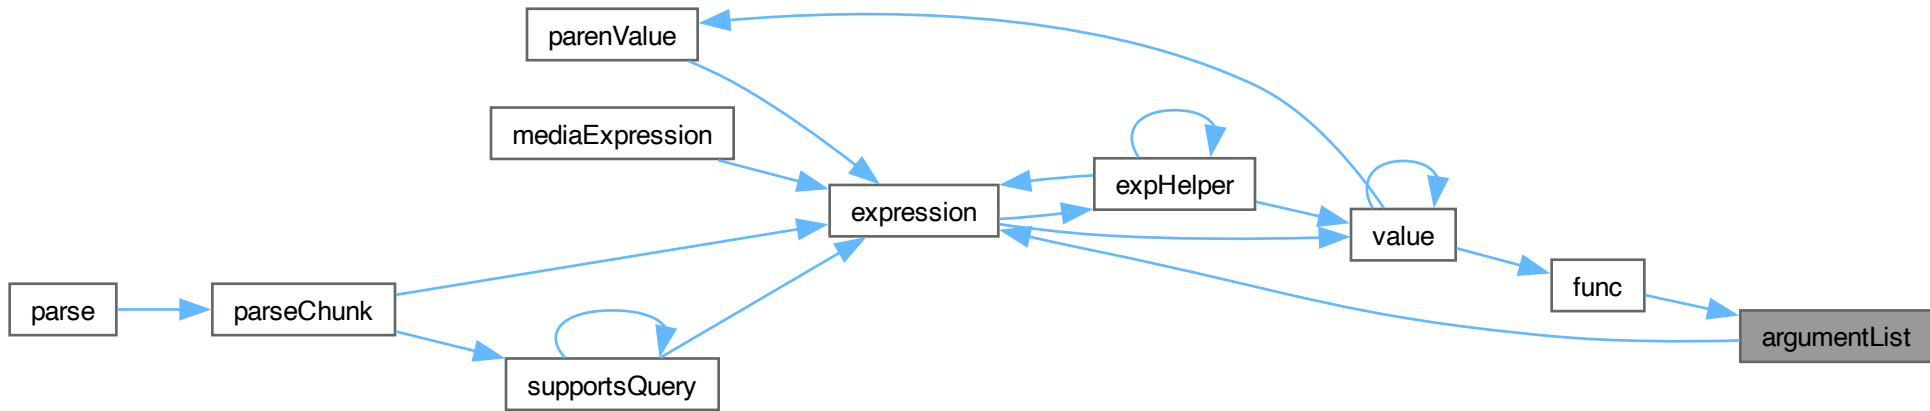 parenValue
mediaExpression
expHelper
expression
value
func
parse
parseChunk
argumentList
supportsQuery